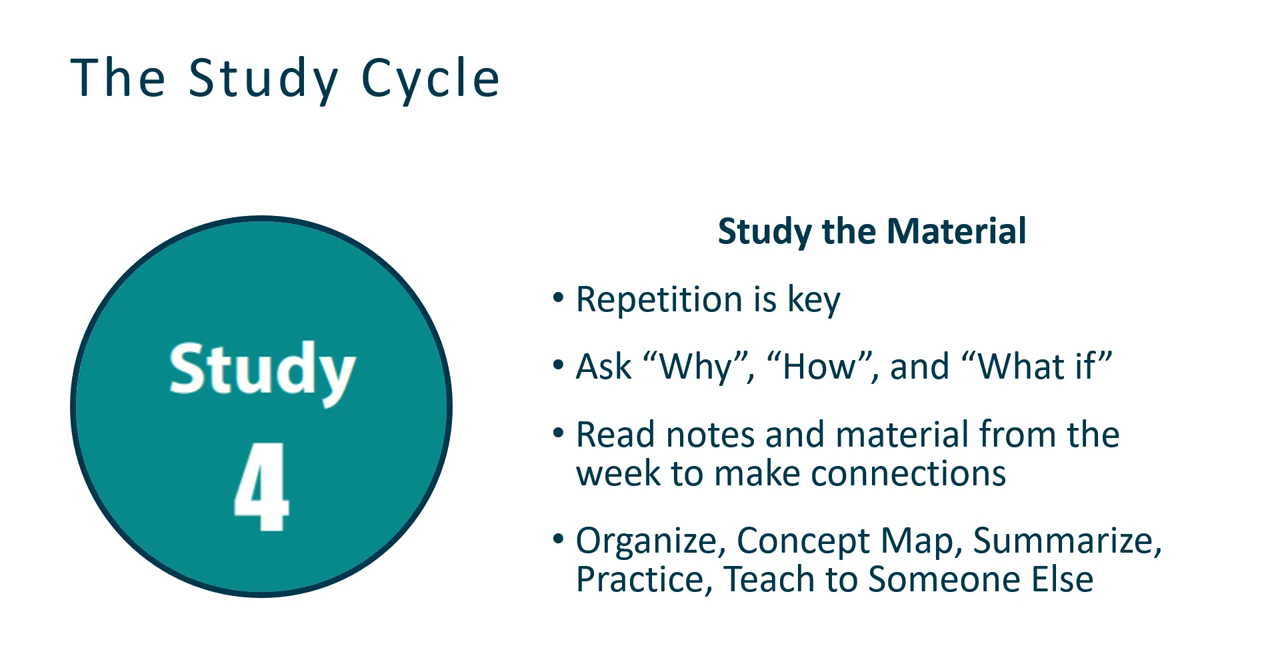 The Study Cycle
Study
4
Study the Material
• Repetition is key
• Ask “Why”, “How”, and “What if”
• Read notes and material from the
week to make connections
• Organize, Concept Map, Summarize,
Practice, Teach to Someone Else